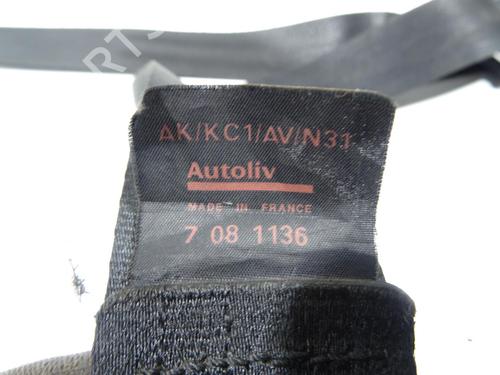 AK/KC1/AV/N31
Autoliv
MADE IN FRANCE
7 08 1136